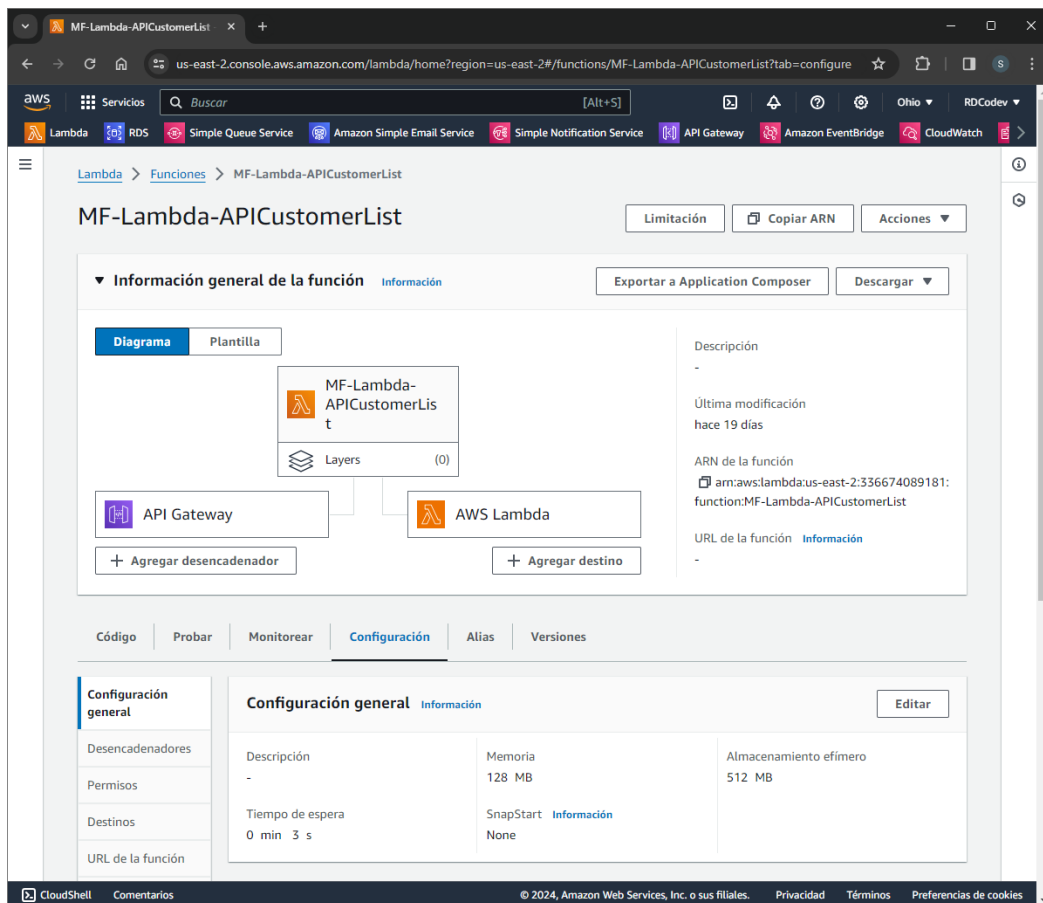 MF-Lambda-APICustomerList
us-east-2.console.aws.amazon.com/lambda/home?region=us-east-2#/functions/MF-Lambda-APICustomerList?tab=configure
S
aws Servicios Buscar [Alt+S] Ohio RDCodev
Lambda RDS Simple Queue Service Amazon Simple Email Service Simple Notification Service API Gateway Amazon EventBridge CloudWatch
Lambda > Funciones > MF-Lambda-APICustomerList
MF-Lambda-APICustomerList
Limitación Copiar ARN Acciones
Información general de la función Información
Exportar a Application Composer Descargar
Diagrama Plantilla
MF-Lambda-
APICustomerLis
t
Layers (0)
API Gateway
AWS Lambda
+ Agregar desencadenador
+ Agregar destino
Descripción
-
Última modificación
hace 19 días
ARN de la función
arn:aws:lambda:us-east-2:336674089181:
function:MF-Lambda-APICustomerList
URL de la función Información
-
Código Probar Monitorear Configuración Alias Versiones
Configuración
general
Desencadenadores
Permisos
Destinos
URL de la función
Configuración general Información
Editar
Descripción
-
Memoria
128 MB
Almacenamiento efímero
512 MB
Tiempo de espera
0 min 3 s
SnapStart Información
None
CloudShell Comentarios © 2024, Amazon Web Services, Inc. o sus filiales. Privacidad Términos Preferencias de cookies